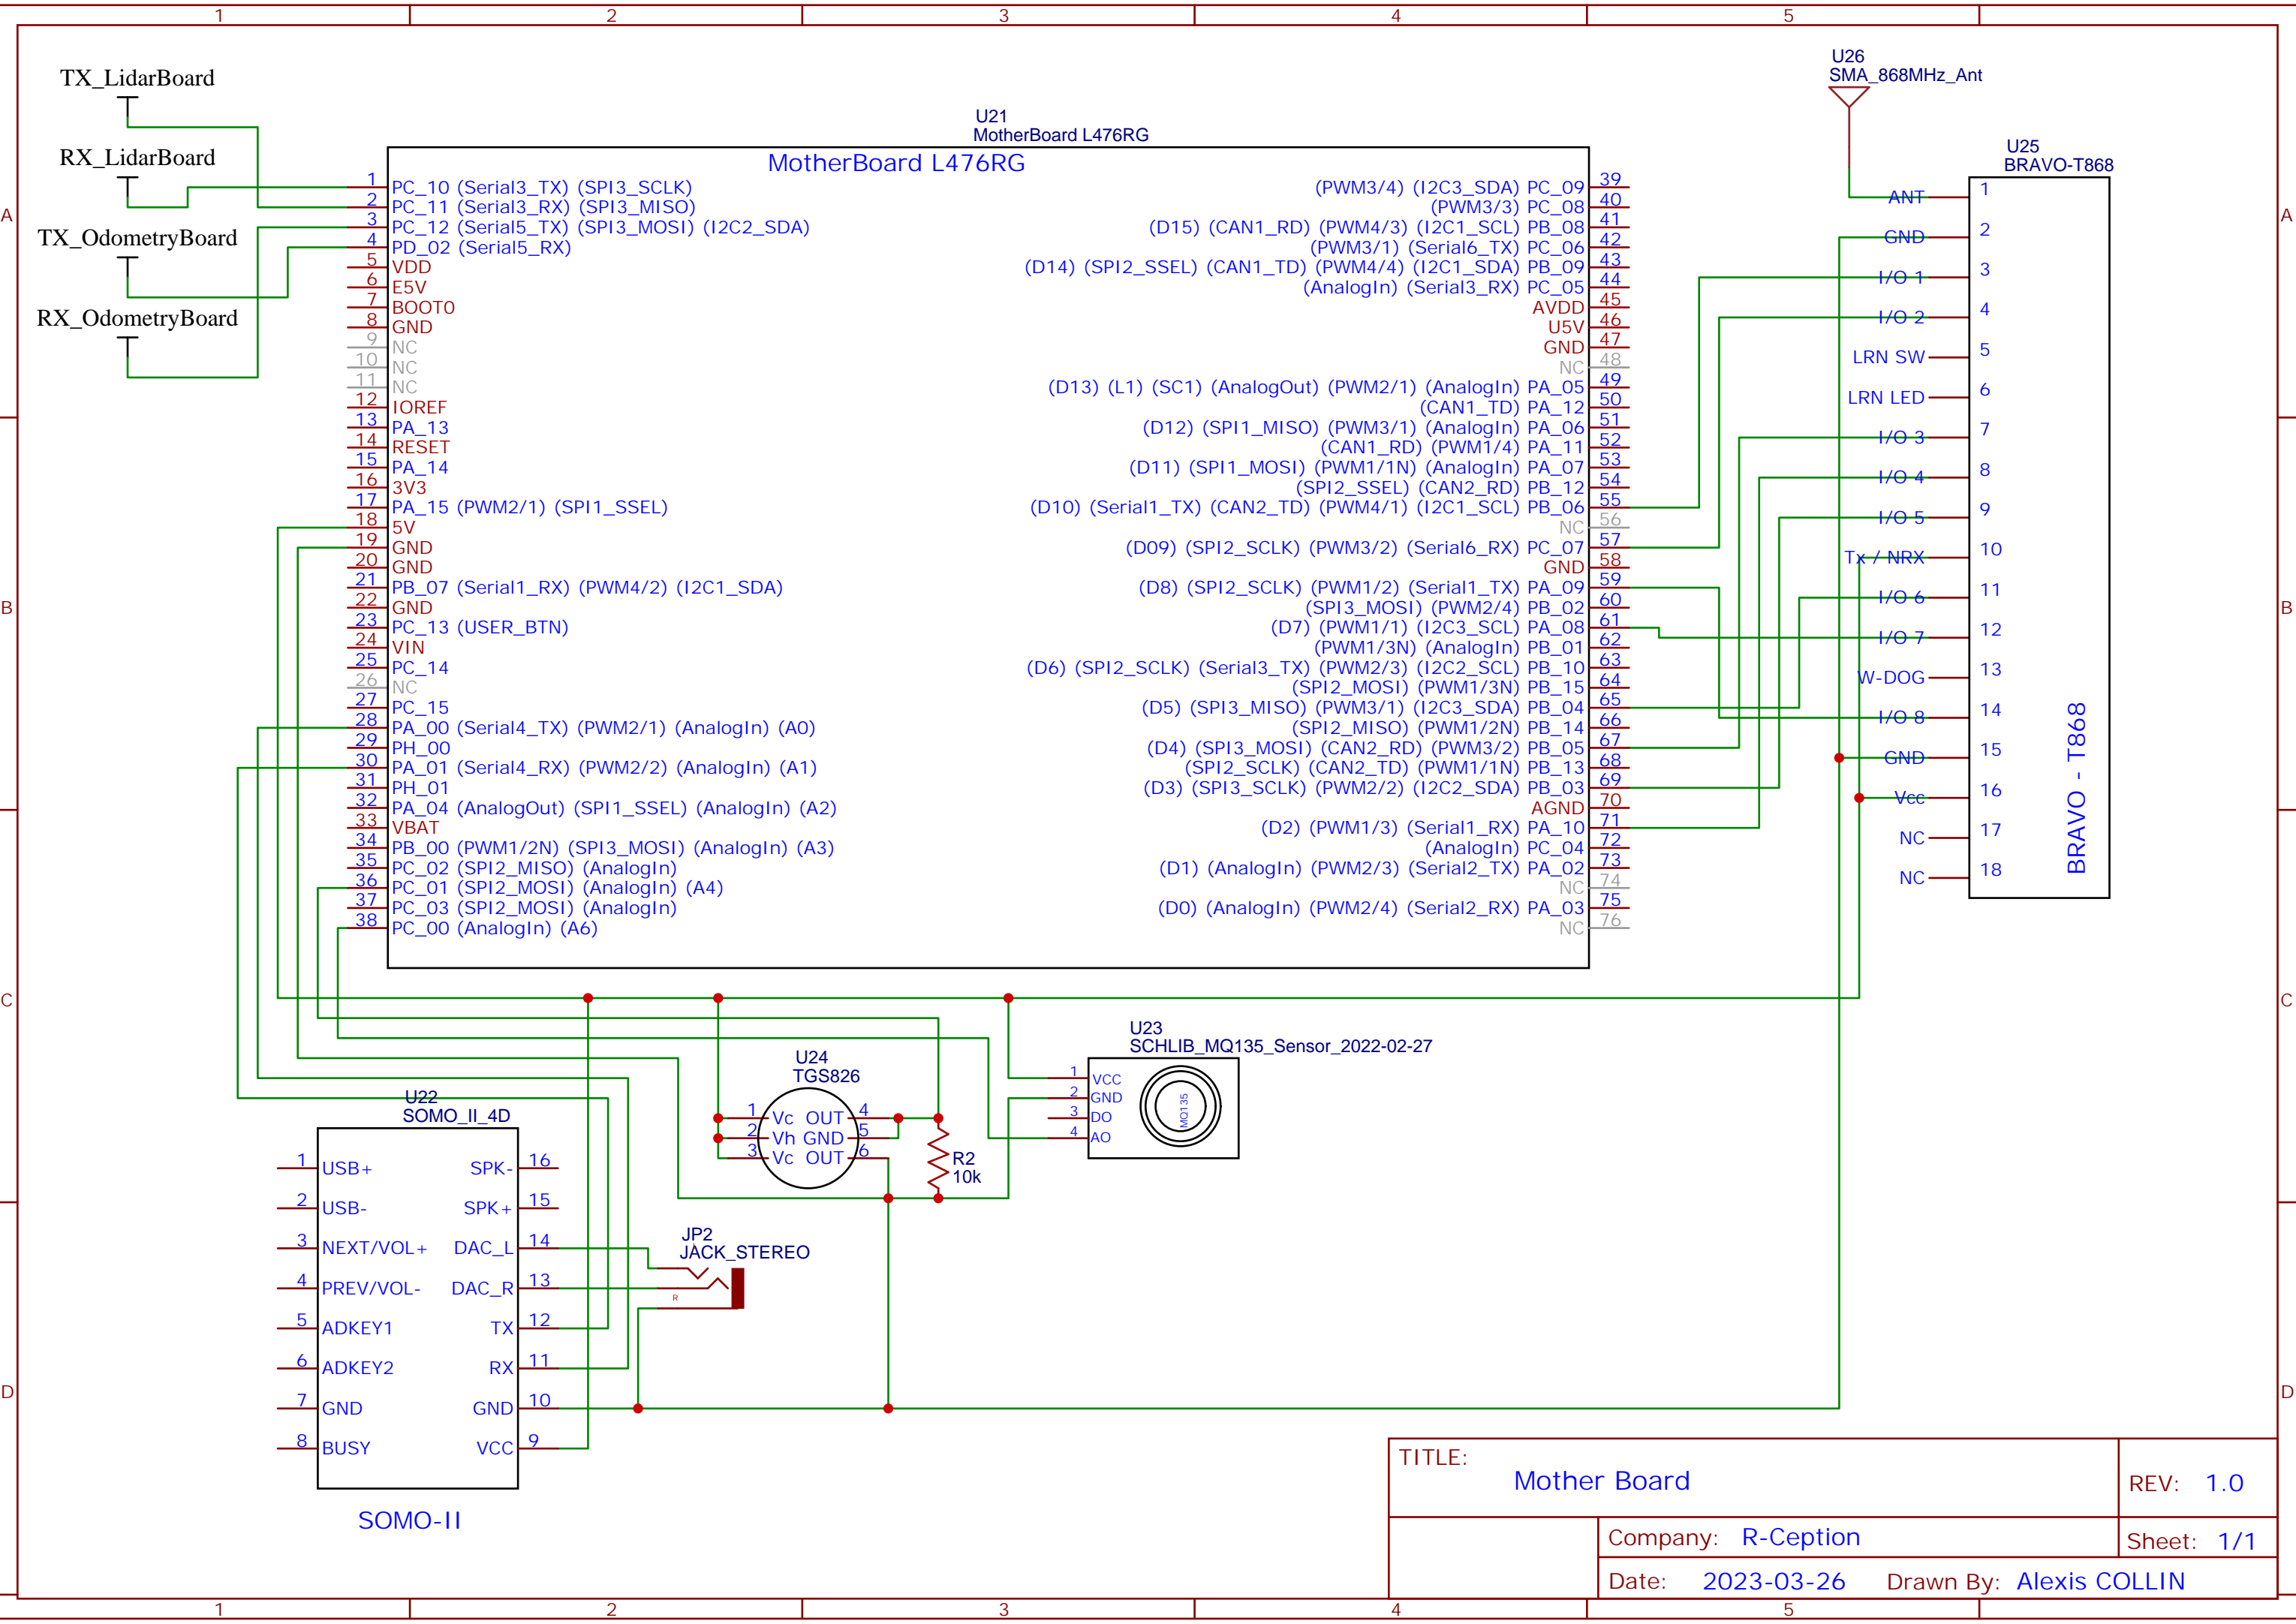 1 2 3 4 5
A
B
C
D
A
B
C
D
1 2 3 4 5
TX_LidarBoard
RX_LidarBoard
TX_OdometryBoard
RX_OdometryBoard
U21
MotherBoard L476RG
MotherBoard L476RG
1 PC_10 (Serial3_TX) (SPI3_SCLK)
2 PC_11 (Serial3_RX) (SPI3_MISO)
3 PC_12 (Serial5_TX) (SPI3_MOSI) (I2C2_SDA)
4 PD_02 (Serial5_RX)
5 VDD
6 E5V
7 BOOT0
8 GND
9 NC
10 NC
11 NC
12 IOREF
13 PA_13
14 RESET
15 PA_14
16 3V3
17 PA_15 (PWM2/1) (SPI1_SSEL)
18 5V
19 GND
20 GND
21 PB_07 (Serial1_RX) (PWM4/2) (I2C1_SDA)
22 GND
23 PC_13 (USER_BTN)
24 VIN
25 PC_14
26 NC
27 PC_15
28 PA_00 (Serial4_TX) (PWM2/1) (AnalogIn) (A0)
29 PH_00
30 PA_01 (Serial4_RX) (PWM2/2) (AnalogIn) (A1)
31 PH_01
32 PA_04 (AnalogOut) (SPI1_SSEL) (AnalogIn) (A2)
33 VBAT
34 PB_00 (PWM1/2N) (SPI3_MOSI) (AnalogIn) (A3)
35 PC_02 (SPI2_MISO) (AnalogIn)
36 PC_01 (SPI2_MOSI) (AnalogIn) (A4)
37 PC_03 (SPI2_MOSI) (AnalogIn)
38 PC_00 (AnalogIn) (A6)
(PWM3/4) (I2C3_SDA) PC_09 39
(PWM3/3) PC_08 40
(D15) (CAN1_RD) (PWM4/3) (I2C1_SCL) PB_08 41
(PWM3/1) (Serial6_TX) PC_06 42
(D14) (SPI2_SSEL) (CAN1_TD) (PWM4/4) (I2C1_SDA) PB_09 43
(AnalogIn) (Serial3_RX) PC_05 44
AVDD 45
U5V 46
GND 47
NC 48
(D13) (L1) (SC1) (AnalogOut) (PWM2/1) (AnalogIn) PA_05 49
(CAN1_TD) PA_12 50
(D12) (SPI1_MISO) (PWM3/1) (AnalogIn) PA_06 51
(CAN1_RD) (PWM1/4) PA_11 52
(D11) (SPI1_MOSI) (PWM1/1N) (AnalogIn) PA_07 53
(SPI2_SSEL) (CAN2_RD) PB_12 54
(D10) (Serial1_TX) (CAN2_TD) (PWM4/1) (I2C1_SCL) PB_06 55
NC 56
(D09) (SPI2_SCLK) (PWM3/2) (Serial6_RX) PC_07 57
GND 58
(D8) (SPI2_SCLK) (PWM1/2) (Serial1_TX) PA_09 59
(SPI3_MOSI) (PWM2/4) PB_02 60
(D7) (PWM1/1) (I2C3_SCL) PA_08 61
(PWM1/3N) (AnalogIn) PB_01 62
(D6) (SPI2_SCLK) (Serial3_TX) (PWM2/3) (I2C2_SCL) PB_10 63
(SPI2_MOSI) (PWM1/3N) PB_15 64
(D5) (SPI3_MISO) (PWM3/1) (I2C3_SDA) PB_04 65
(SPI2_MISO) (PWM1/2N) PB_14 66
(D4) (SPI3_MOSI) (CAN2_RD) (PWM3/2) PB_05 67
(SPI2_SCLK) (CAN2_TD) (PWM1/1N) PB_13 68
(D3) (SPI3_SCLK) (PWM2/2) (I2C2_SDA) PB_03 69
AGND 70
(D2) (PWM1/3) (Serial1_RX) PA_10 71
(AnalogIn) PC_04 72
(D1) (AnalogIn) (PWM2/3) (Serial2_TX) PA_02 73
NC 74
(D0) (AnalogIn) (PWM2/4) (Serial2_RX) PA_03 75
NC 76
U26
SMA_868MHz_Ant
U25
BRAVO-T868
ANT 1
GND 2
I/O 1 3
I/O 2 4
LRN SW 5
LRN LED 6
I/O 3 7
I/O 4 8
I/O 5 9
Tx / NRX 10
I/O 6 11
I/O 7 12
W-DOG 13
I/O 8 14
GND 15
Vcc 16
NC 17
NC 18
BRAVO - T868
U22
SOMO_II_4D
1 USB+
2 USB-
3 NEXT/VOL+
4 PREV/VOL-
5 ADKEY1
6 ADKEY2
7 GND
8 BUSY
SPK- 16
SPK+ 15
DAC_L 14
DAC_R 13
TX 12
RX 11
GND 10
VCC 9
SOMO-II
U24
TGS826
1 Vc OUT 4
2 Vh GND 5
3 Vc OUT 6
R2
10k
U23
SCHLIB_MQ135_Sensor_2022-02-27
1 VCC
2 GND
3 DO
4 AO
MQ135
JP2
JACK_STEREO
R
TITLE:
Mother Board
REV: 1.0
Company: R-Ception
Sheet: 1/1
Date: 2023-03-26 Drawn By: Alexis COLLIN